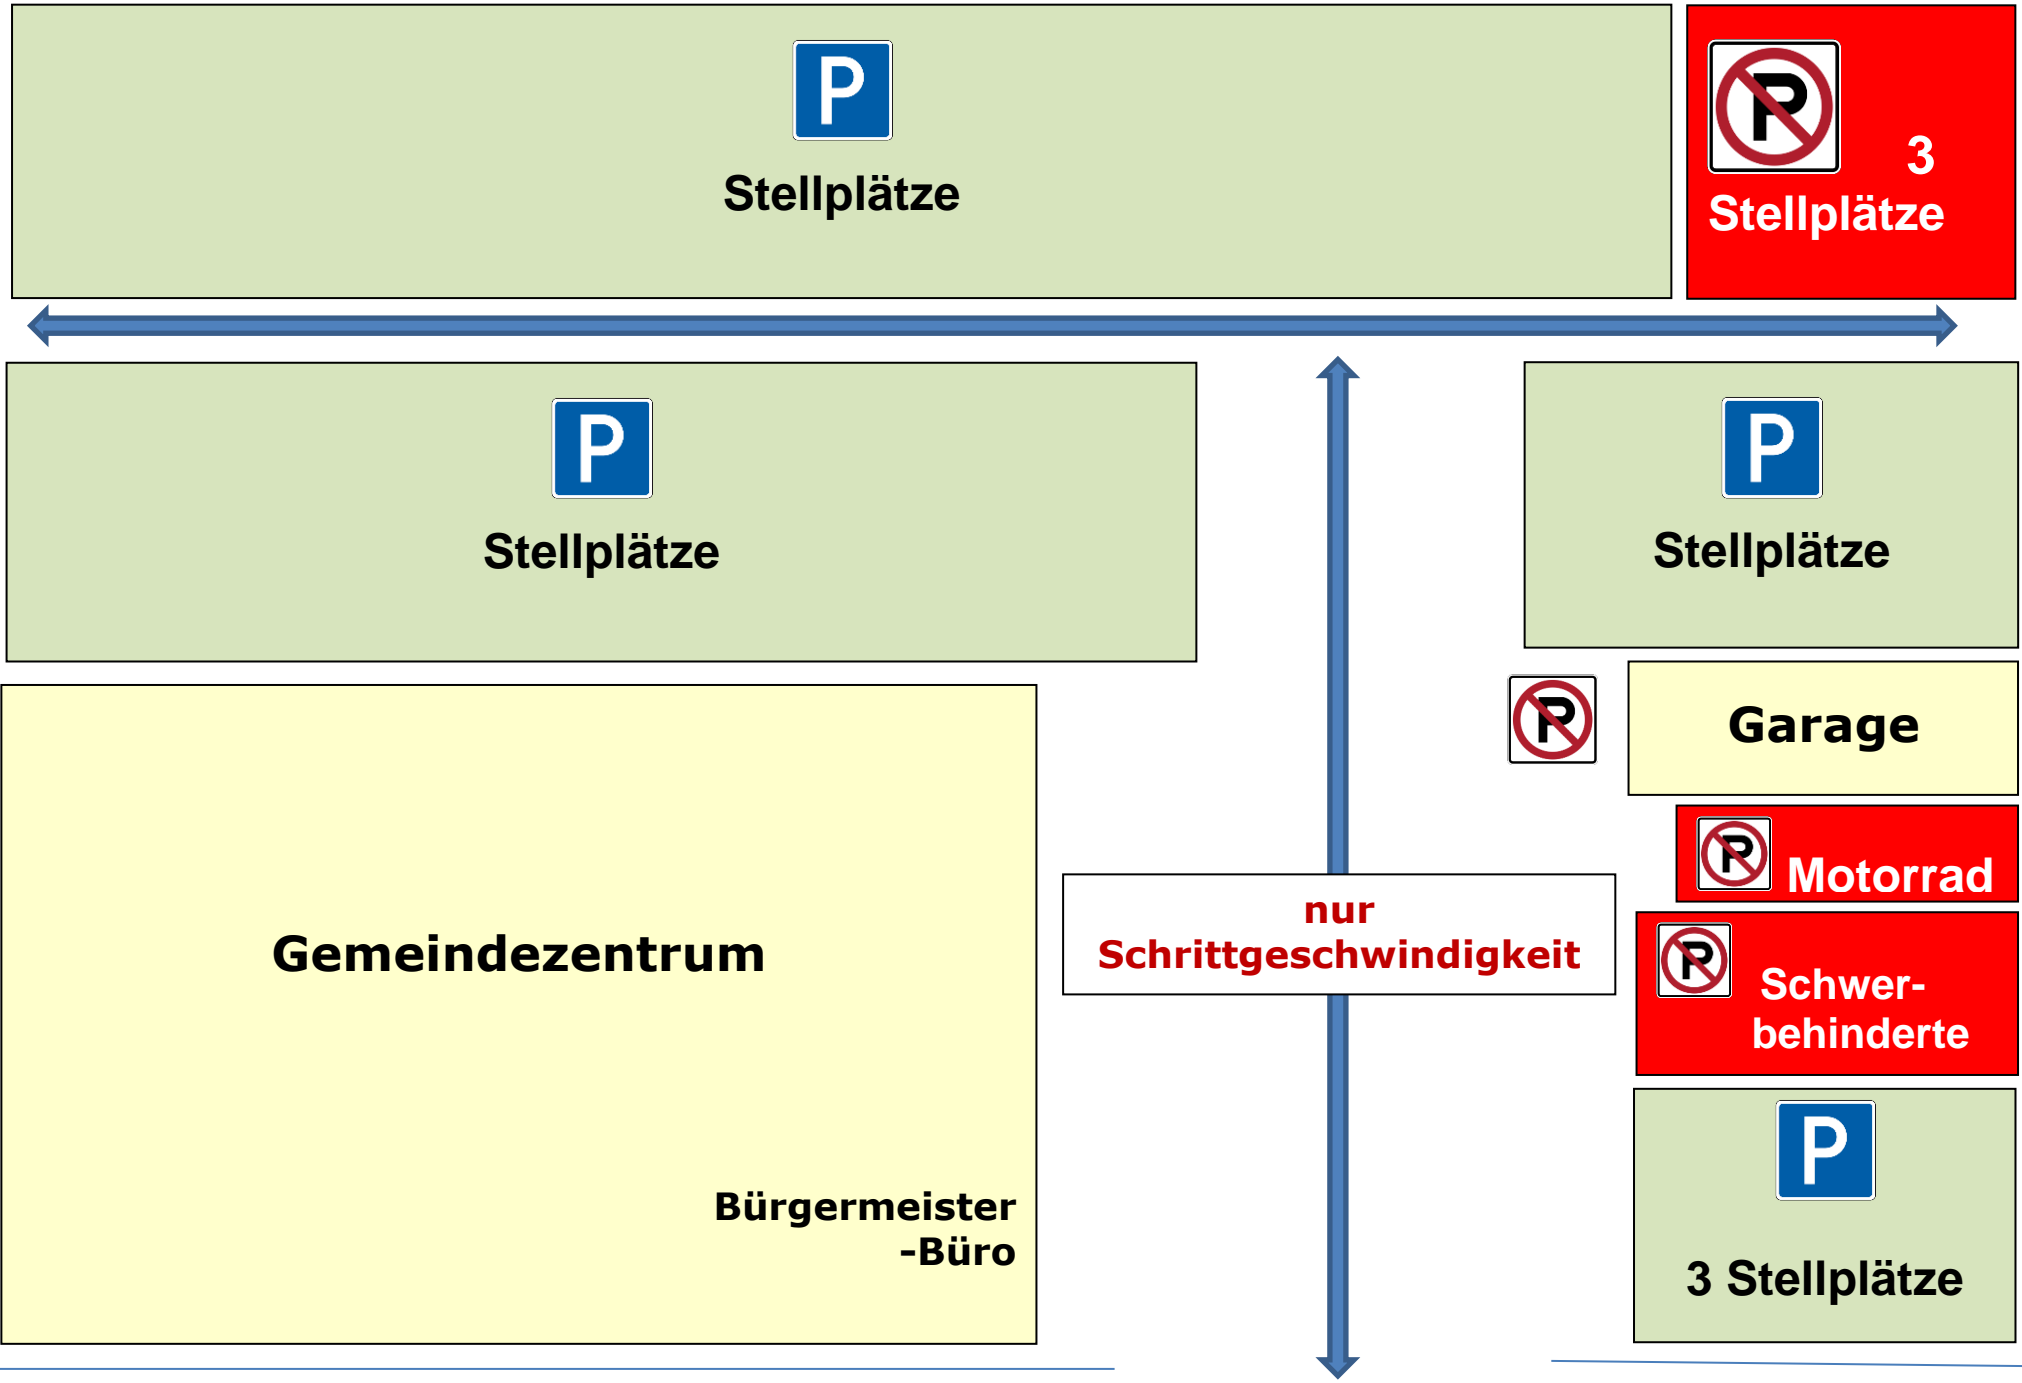 P
Stellplätze
P
3
Stellplätze
P
Stellplätze
P
Stellplätze
P
Garage
P
Motorrad
nur
Schrittgeschwindigkeit
Gemeindezentrum
P
Schwer-
behinderte
Bürgermeister
-Büro
P
3 Stellplätze